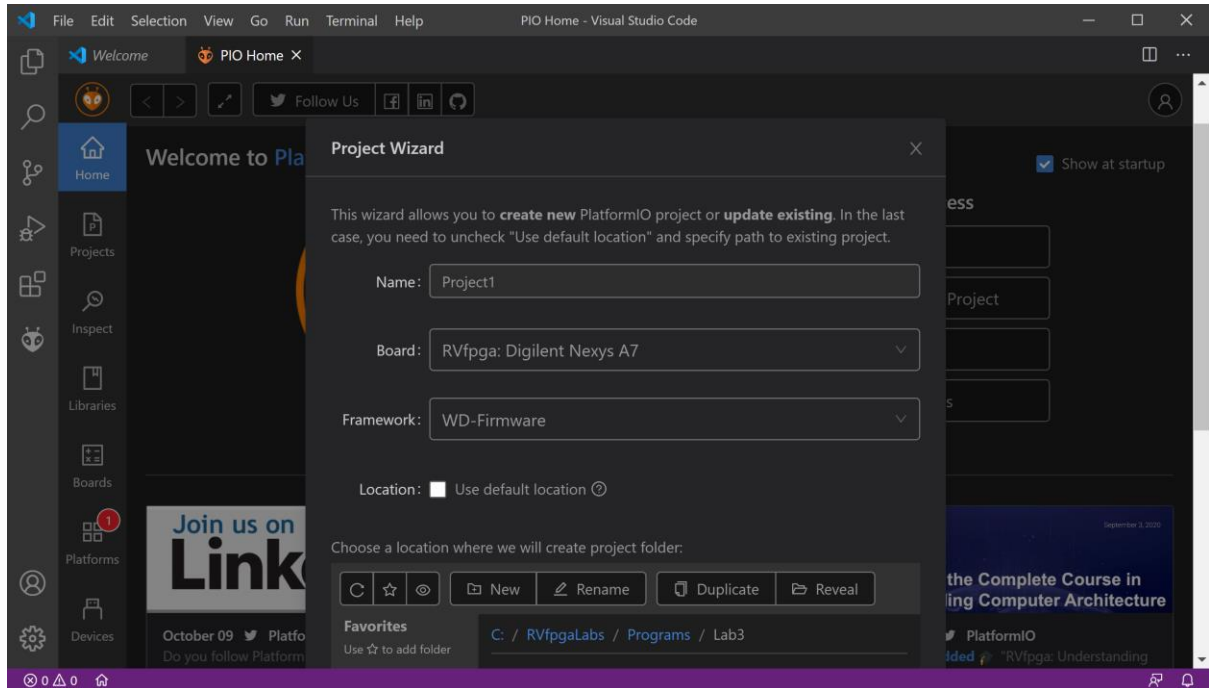 File Edit Selection View Go Run Terminal Help PIO Home - Visual Studio Code
Welcome PIO Home
Follow Us
Home
Welcome to Pla
Project Wizard
Show at startup
This wizard allows you to create new PlatformIO project or update existing. In the last
case, you need to uncheck "Use default location" and specify path to existing project.
ess
Projects
Name: Project1
Project
Inspect
Board: RVfpga: Digilent Nexys A7
Libraries
Framework: WD-Firmware
s
Boards
Location: Use default location
1
Platforms
Join us on
Link
September 3, 2020
Choose a location where we will create project folder:
New Rename Duplicate Reveal
the Complete Course in
ing Computer Architecture
Devices
October 09 Platfo
Do you follow Platform
Favorites
Use to add folder
C: / RVfpgaLabs / Programs / Lab3
PlatformIO
dded "RVfpga: Understanding
0 0